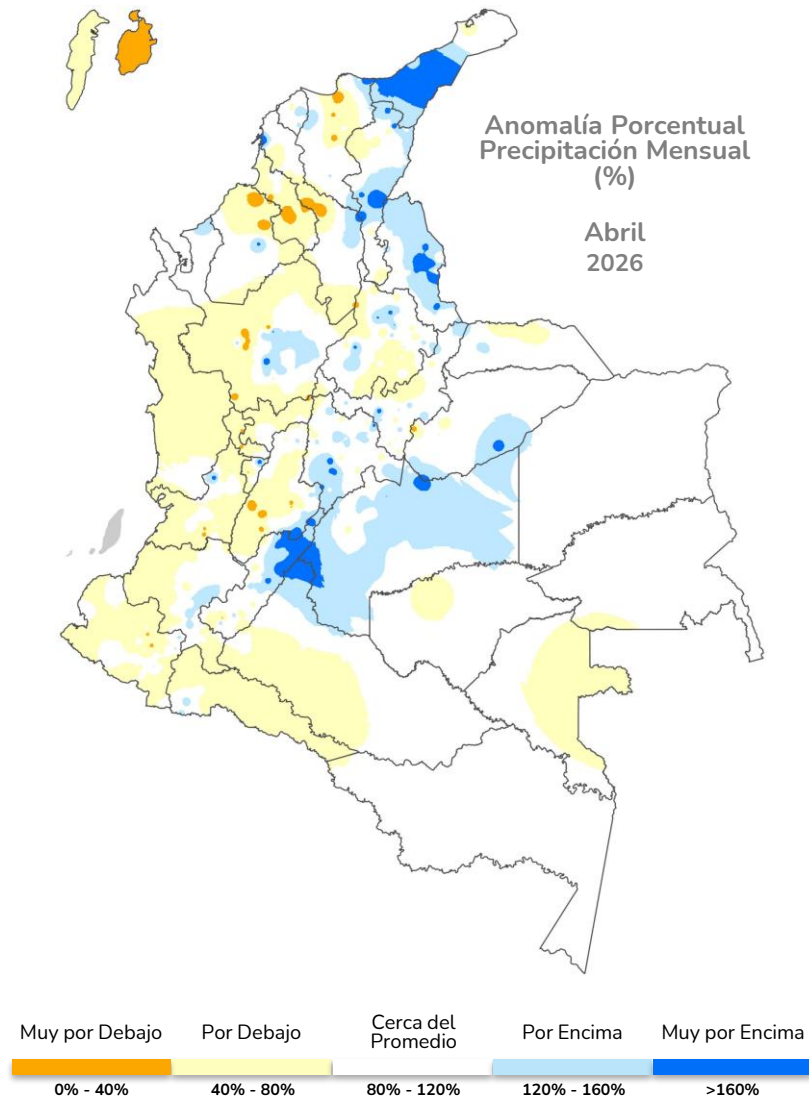 Anomalía Porcentual
Precipitación Mensual
(%)
Abril
2026
Muy por Debajo
Por Debajo
Cerca del
Promedio
Por Encima
Muy por Encima
0% - 40%
40% - 80%
80% - 120%
120% - 160%
>160%